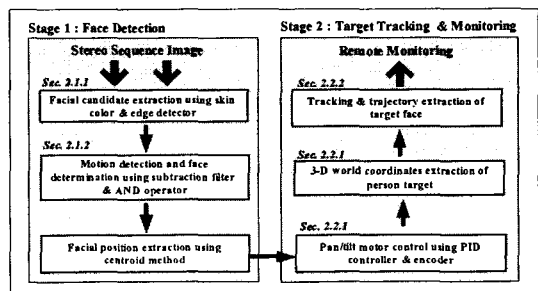 Stage 1 : Face Detection
Stereo Sequence Image
Sec. 2.1.1
Facial candidate extraction using skin
color & edge detector
Sec. 2.1.2
Motion detection and face
determination using subtraction filter
& AND operator
Facial position extraction using
centroid method
Stage 2 : Target Tracking & Monitoring
Remote Monitoring
Sec. 2.2.2
Tracking & trajectory extraction of
target face
Sec. 2.2.1
3-D world coordinates extraction of
person target
Sec. 2.2.1
Pan/tilt motor control using PID
controller & encoder